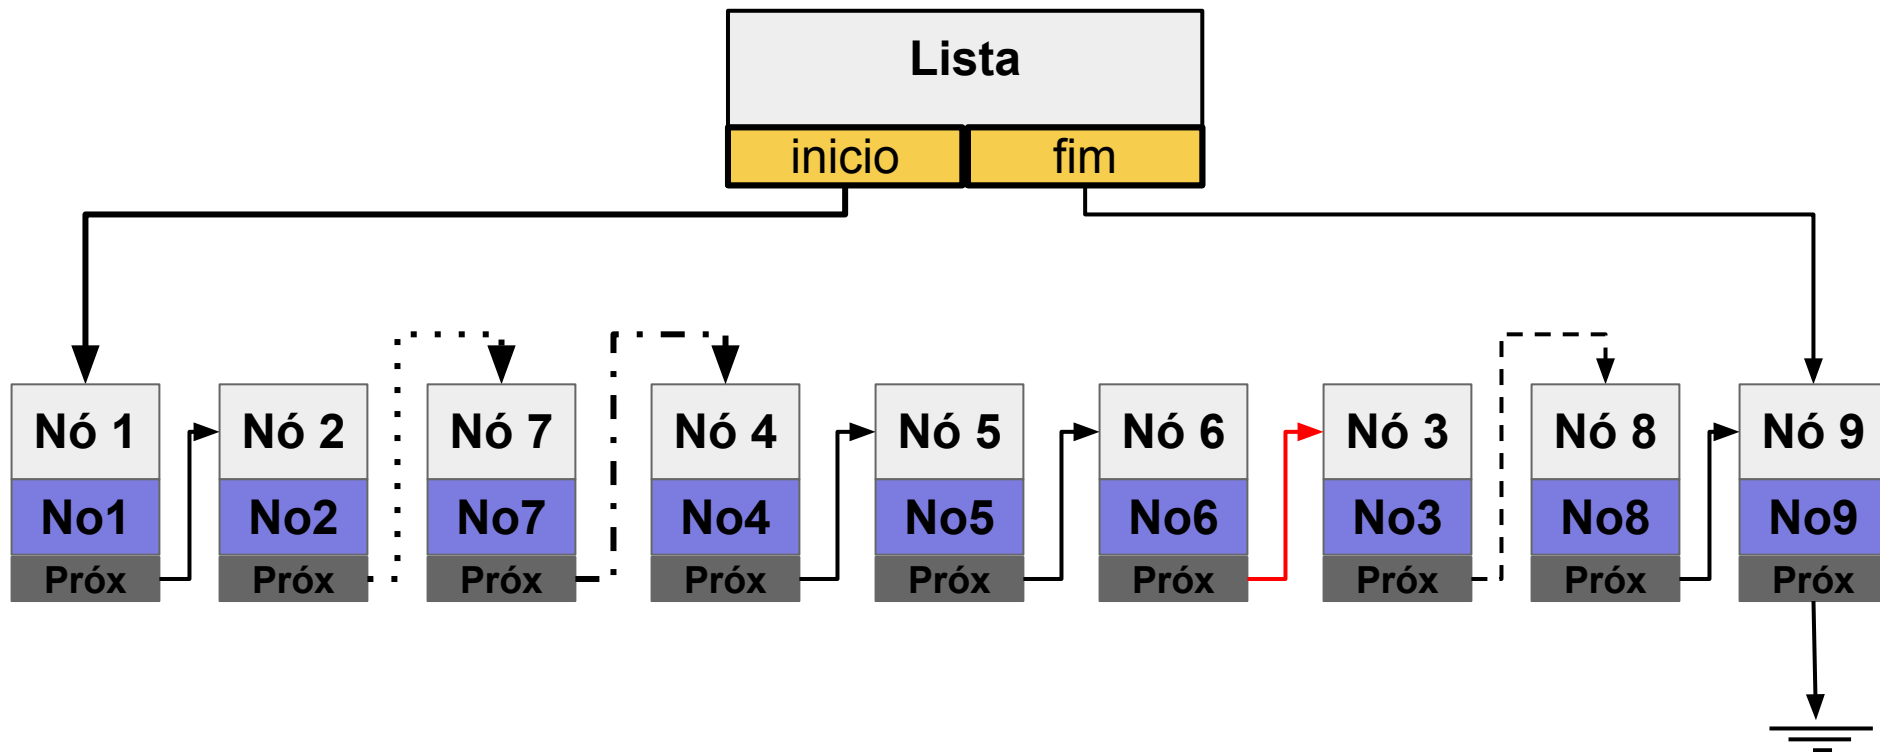 Lista
inicio fim
Nó 1 Nó 2 Nó 7 Nó 4 Nó 5 Nó 6 Nó 3 Nó 8 Nó 9
No1 No2 No7 No4 No5 No6 No3 No8 No9
Próx Próx Próx Próx Próx Próx Próx Próx Próx